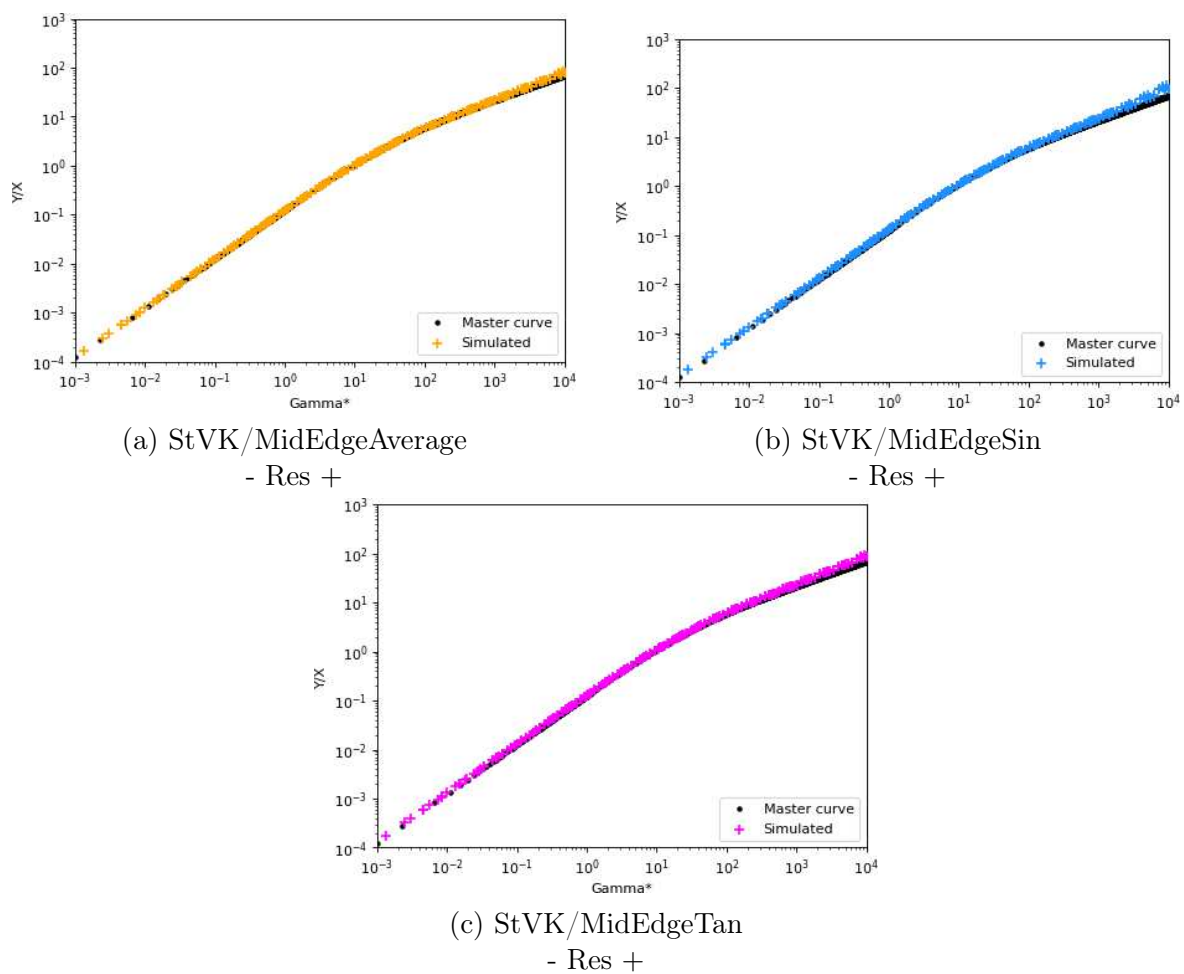 10³
10²
10¹
10⁰
10⁻¹
10⁻²
10⁻³
10⁻⁴
Y/X
Master curve
Simulated
10⁻³ 10⁻² 10⁻¹ 10⁰ 10¹ 10² 10³ 10⁴
Gamma*
(a) StVK/MidEdgeAverage
- Res +
10³
10²
10¹
10⁰
10⁻¹
10⁻²
10⁻³
10⁻⁴
Y/X
Master curve
Simulated
10⁻³ 10⁻² 10⁻¹ 10⁰ 10¹ 10² 10³ 10⁴
(b) StVK/MidEdgeSin
- Res +
10³
10²
10¹
10⁰
10⁻¹
10⁻²
10⁻³
10⁻⁴
Y/X
Master curve
Simulated
10⁻³ 10⁻² 10⁻¹ 10⁰ 10¹ 10² 10³ 10⁴
Gamma*
(c) StVK/MidEdgeTan
- Res +